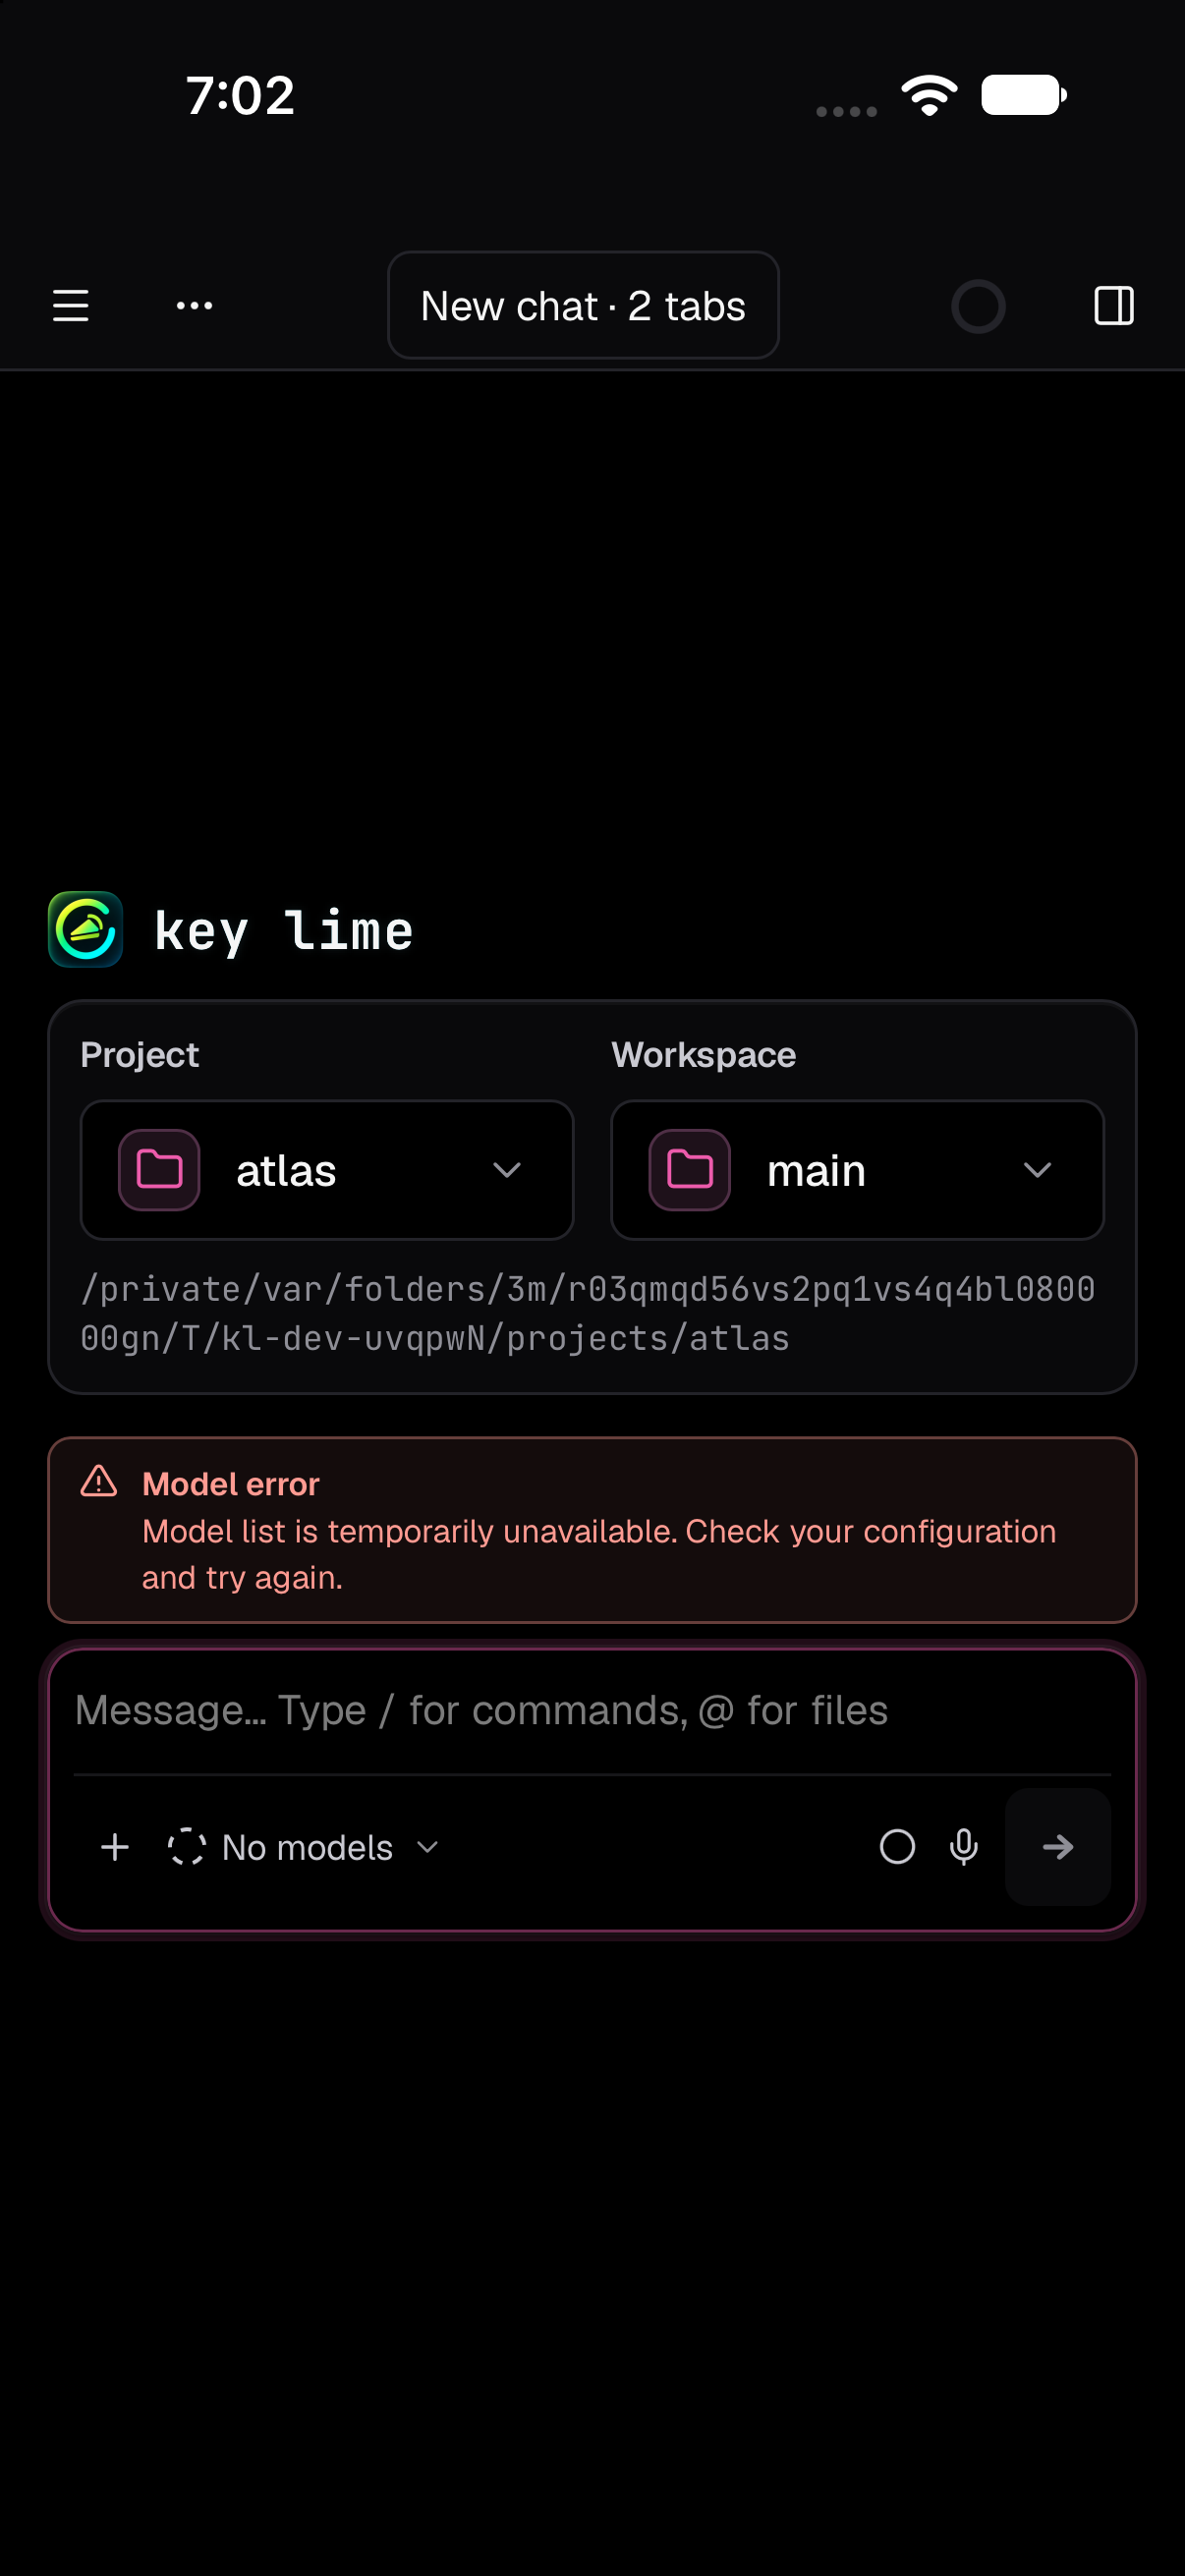 7:02
New chat · 2 tabs
key lime
Project
Workspace
atlas
main
/private/var/folders/3m/r03qmqd56vs2pq1vs4q4bl0800
00gn/T/kl-dev-uvqpwN/projects/atlas
Model error
Model list is temporarily unavailable. Check your configuration
and try again.
Message... Type / for commands, @ for files
No models